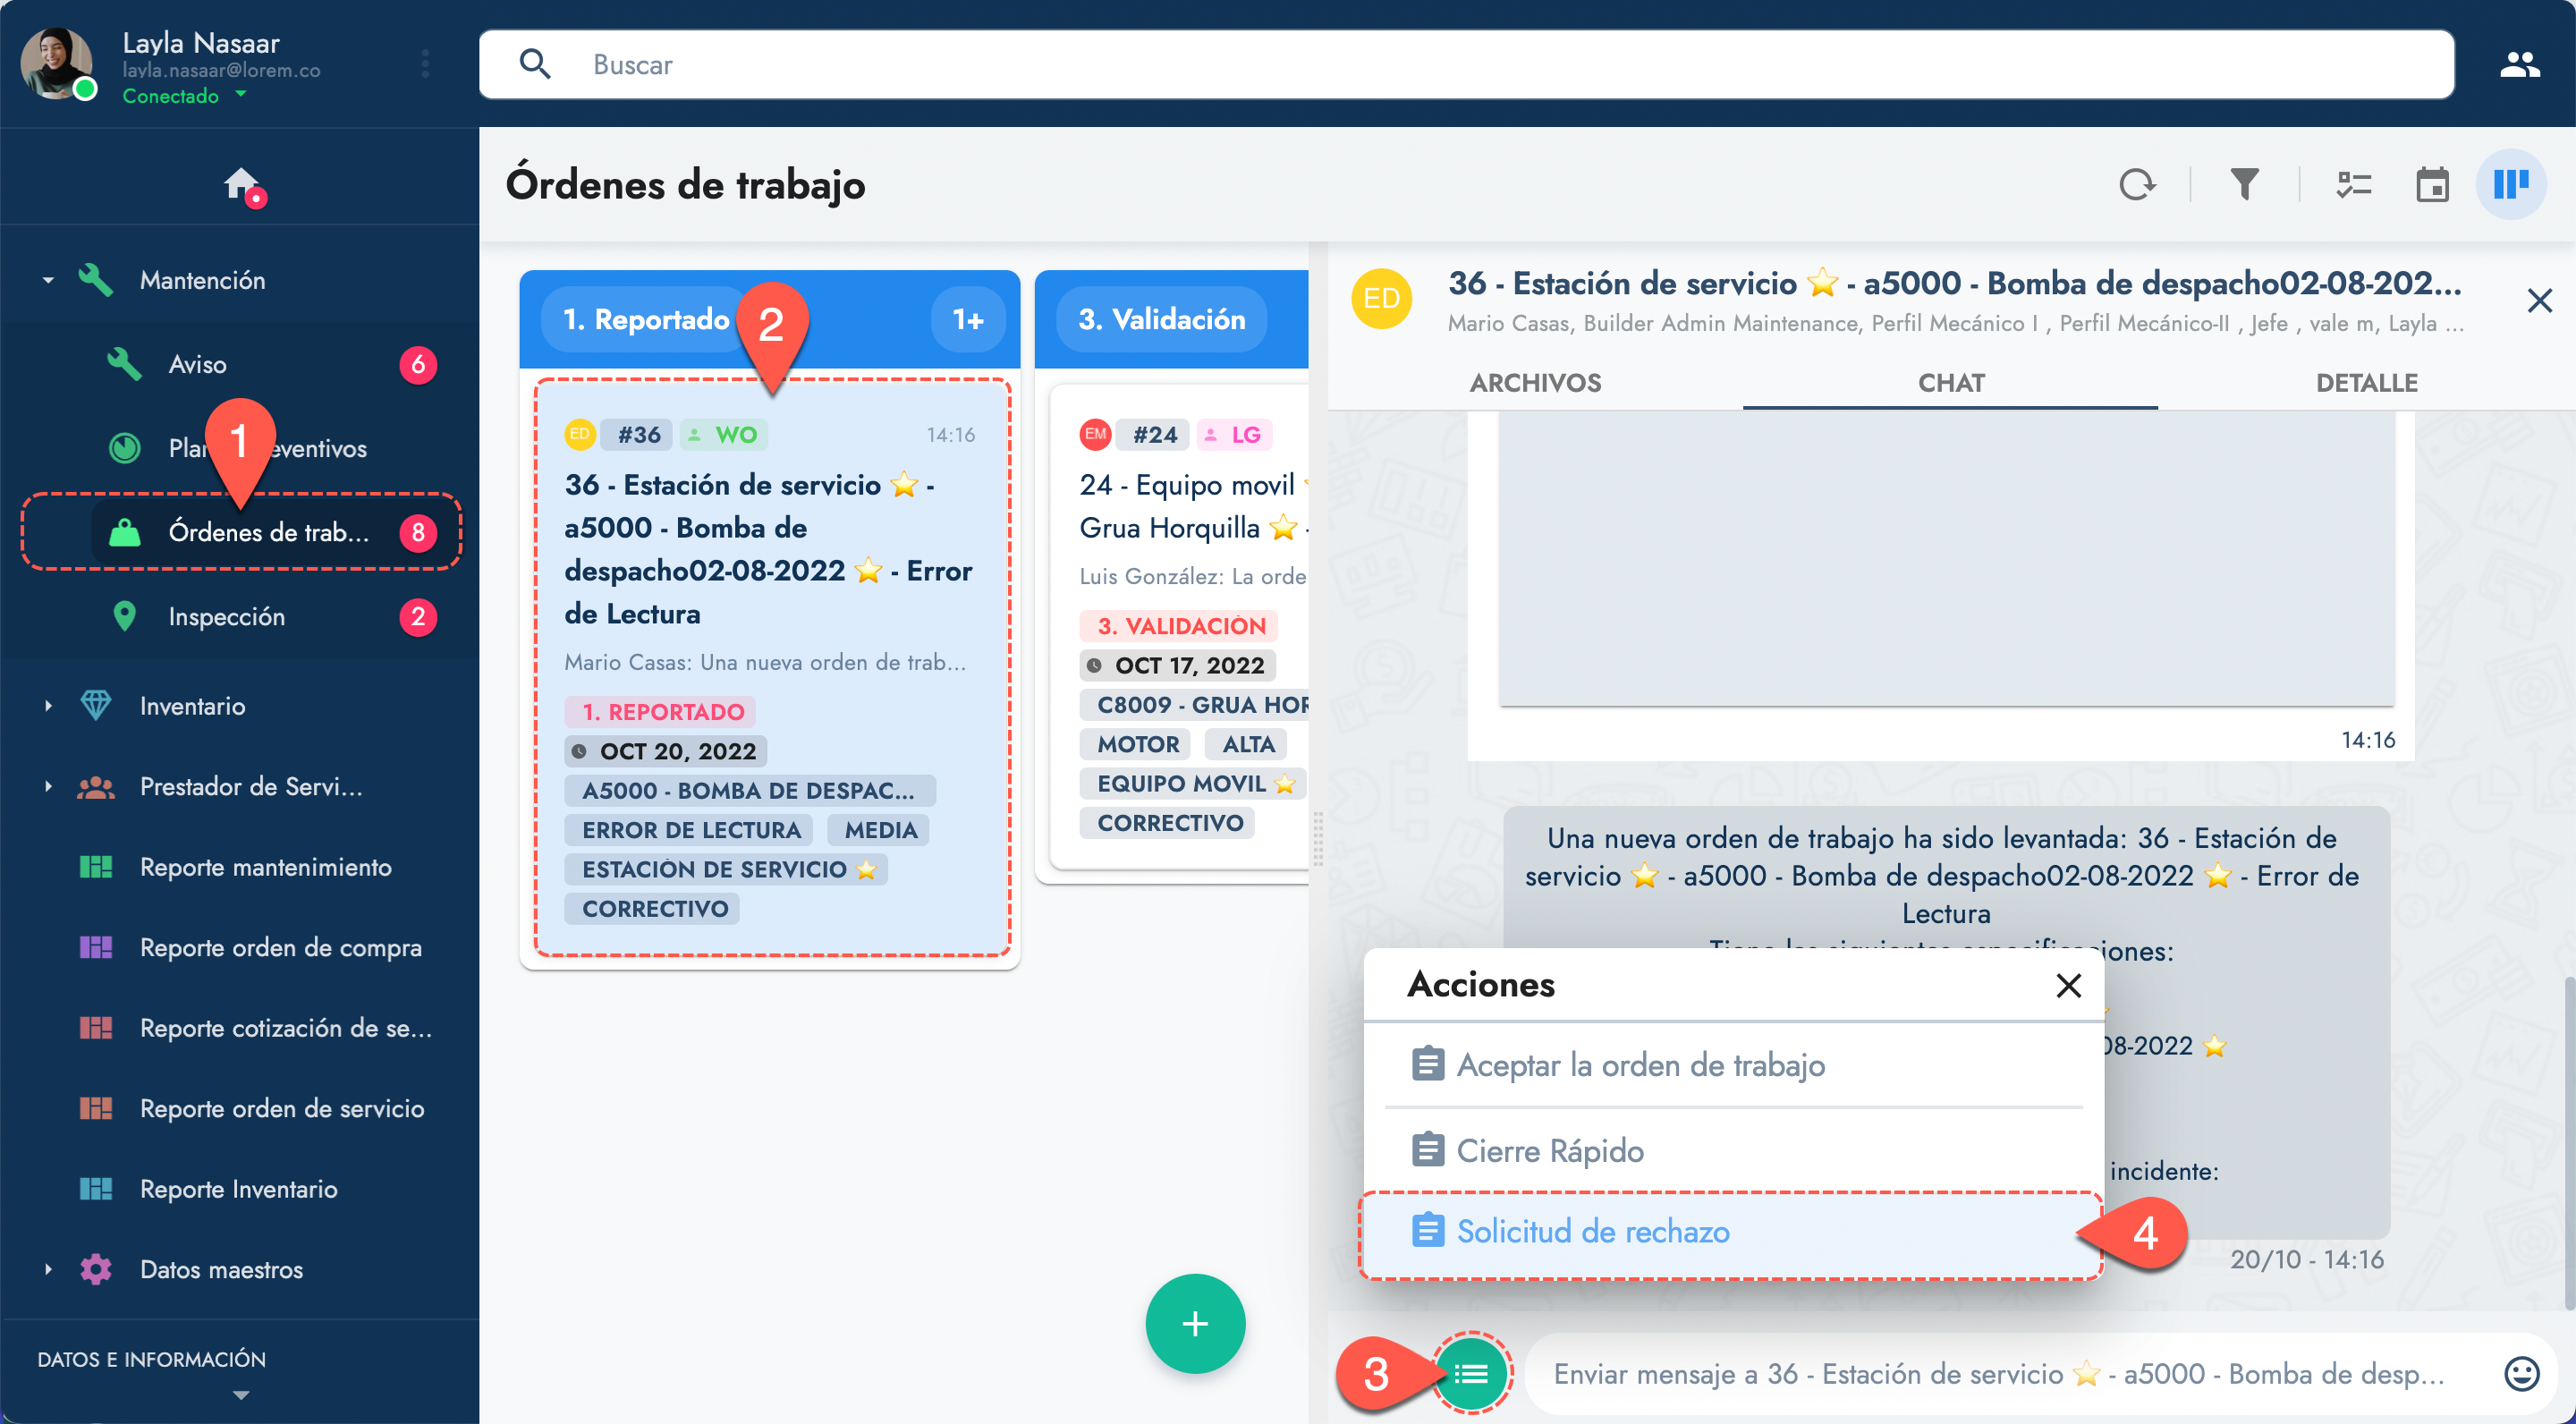 Layla Nasaar
layla.nasaar@lorem.co
Conectado
Buscar
Mantención
Aviso
6
1
Órdenes de trab...
8
Inspección
2
Inventario
Prestador de Servi...
Reporte mantenimiento
Reporte orden de compra
Reporte cotización de se...
Reporte orden de servicio
Reporte Inventario
Datos maestros
DATOS E INFORMACIÓN
Órdenes de trabajo
1. Reportado
1+
2
ED #36 WO 14:16
36 - Estación de servicio ⭐ -
a5000 - Bomba de
despacho02-08-2022 ⭐ - Error
de Lectura
Mario Casas: Una nueva orden de trab...
1. REPORTADO
OCT 20, 2022
A5000 - BOMBA DE DESPAC...
ERROR DE LECTURA MEDIA
ESTACIÓN DE SERVICIO ⭐
CORRECTIVO
3. Validación
EM #24 LG
24 - Equipo movil
Grua Horquilla ⭐ -
Luis González: La orde
3. VALIDACIÓN
OCT 17, 2022
C8009 - GRUA HOR
MOTOR ALTA
EQUIPO MOVIL ⭐
CORRECTIVO
ED
36 - Estación de servicio ⭐ - a5000 - Bomba de despacho02-08-202...
Mario Casas, Builder Admin Maintenance, Perfil Mecánico I , Perfil Mecánico-II , Jefe , vale m, Layla ...
ARCHIVOS CHAT DETALLE
14:16
Una nueva orden de trabajo ha sido levantada: 36 - Estación de
servicio ⭐ - a5000 - Bomba de despacho02-08-2022 ⭐ - Error de
Lectura
08-2022 ⭐
incidente:
20/10 - 14:16
Acciones
Aceptar la orden de trabajo
Cierre Rápido
Solicitud de rechazo
4
3
Enviar mensaje a 36 - Estación de servicio ⭐ - a5000 - Bomba de desp...